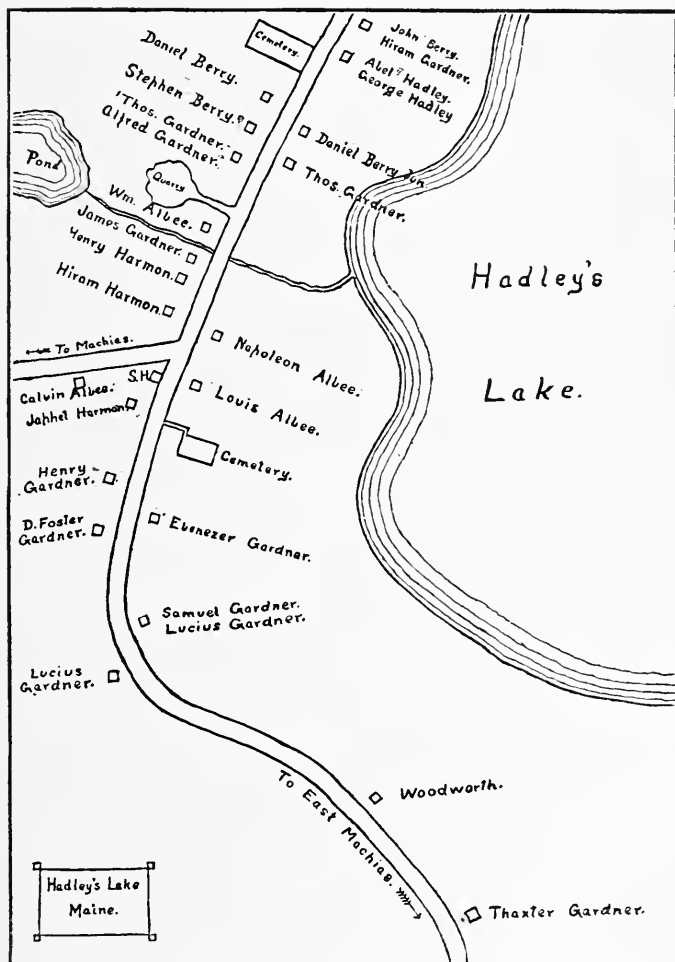 Cemetery.
John Berry.
Hiram Gardner.
Daniel Berry.
Abel Hadley.
George Hadley
Stephen Berry.
Thos. Gardner.
Alfred Gardner.
Daniel Berry Jun.
Pond
Quarry
Thos. Gardner.
Wm. Albee.
James Gardner.
Henry Harmon.
Hiram Harmon.
Hadley's
Lake.
To Machias.
Napoleon Albee.
S.H.
Calvin Albee.
Japhet Harmon.
Louis Albee.
Cemetery.
Henry
Gardner.
D. Foster
Gardner.
Ebenezer Gardner.
Samuel Gardner.
Lucius Gardner.
Lucius
Gardner.
To East Machias.
Woodworth.
Hadley's Lake
Maine.
Thaxter Gardner.